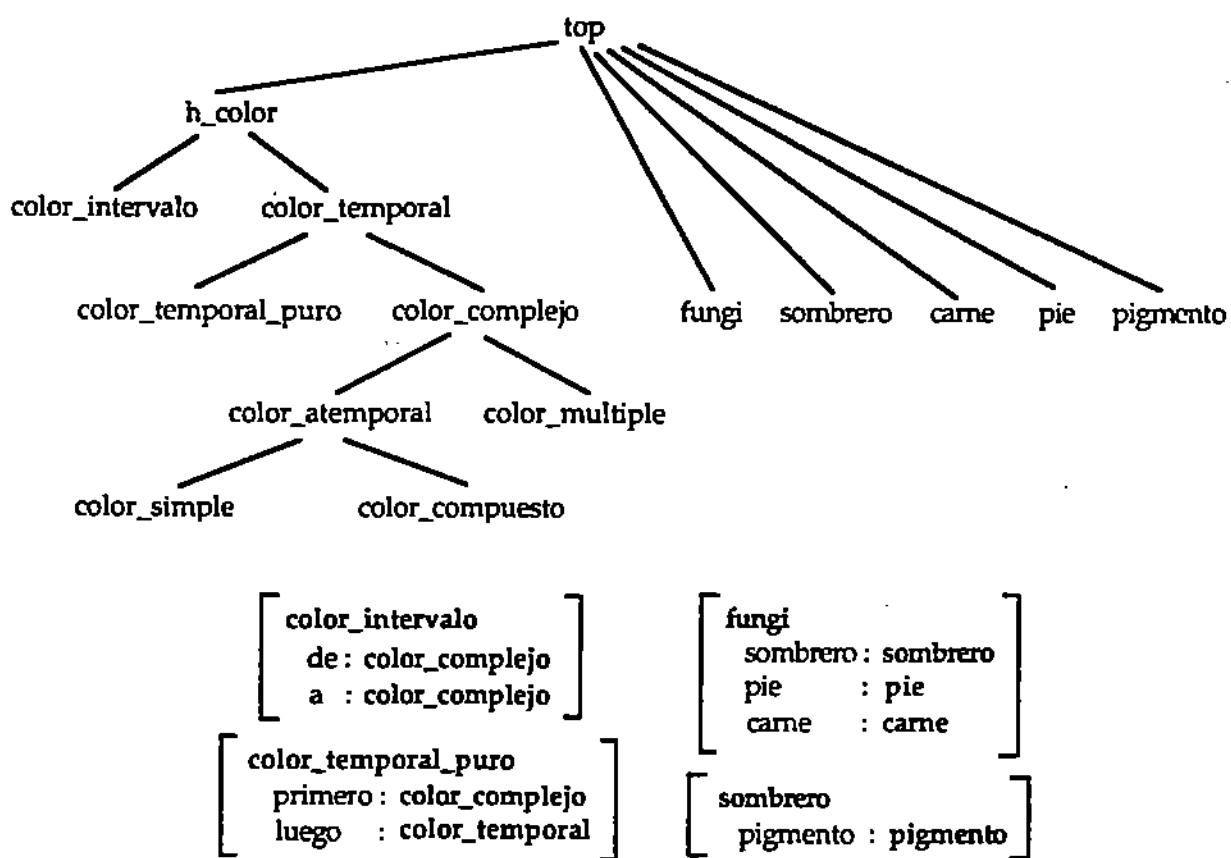 top
h_color
color_intervalo color_temporal
color_temporal_puro color_complejo fungi sombrero carne pie pigmento
color_atemporal color_multiple
color_simple color_compuesto
color_intervalo
de : color_complejo
a : color_complejo
fungi
sombrero : sombrero
pie : pie
carne : carne
color_temporal_puro
primero : color_complejo
luego : color_temporal
sombrero
pigmento : pigmento